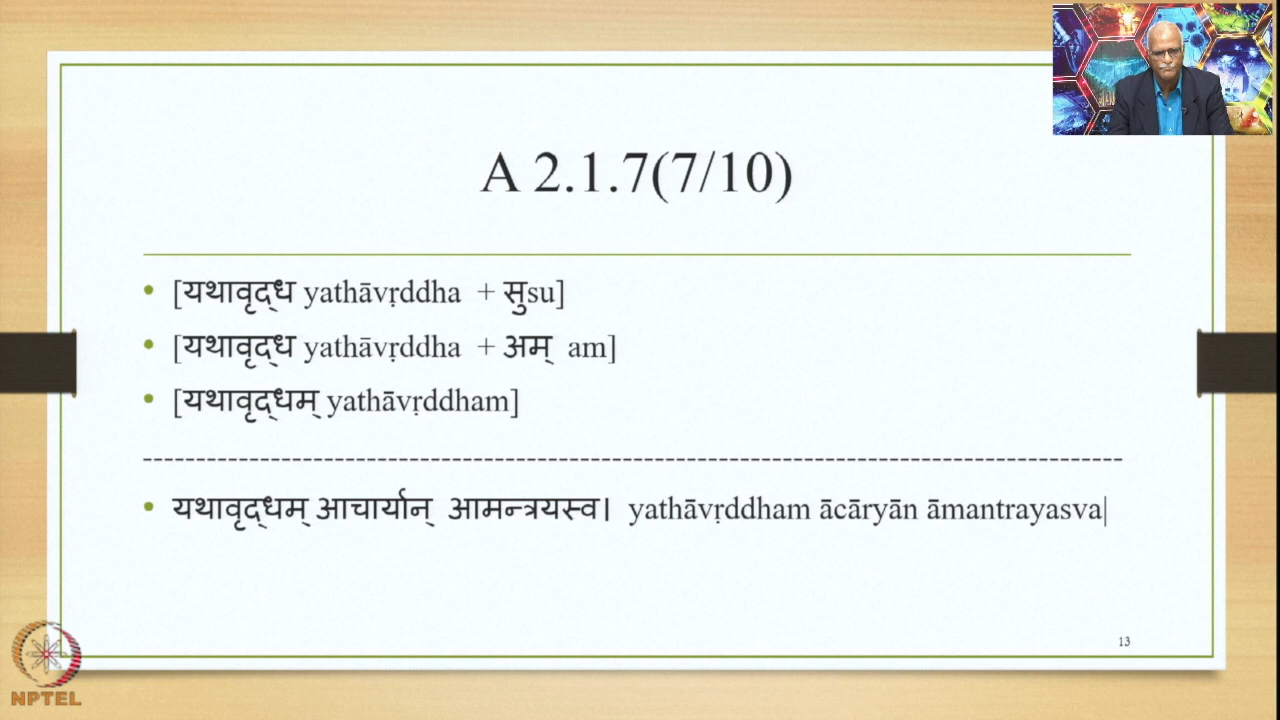 A 2.1.7(7/10)
• [यथावृद्‌ध yathāvṛddha + सुsu]
• [यथावृद्‌ध yathāvṛddha + अम् am]
• [यथावृद्‌धम् yathāvṛddham]
-------------------------------------------------------------------------------------------
• यथावृद्‌धम् आचार्यान् आमन्त्रयस्व। yathāvṛddham ācāryān āmantrayasva|
13
NPTEL